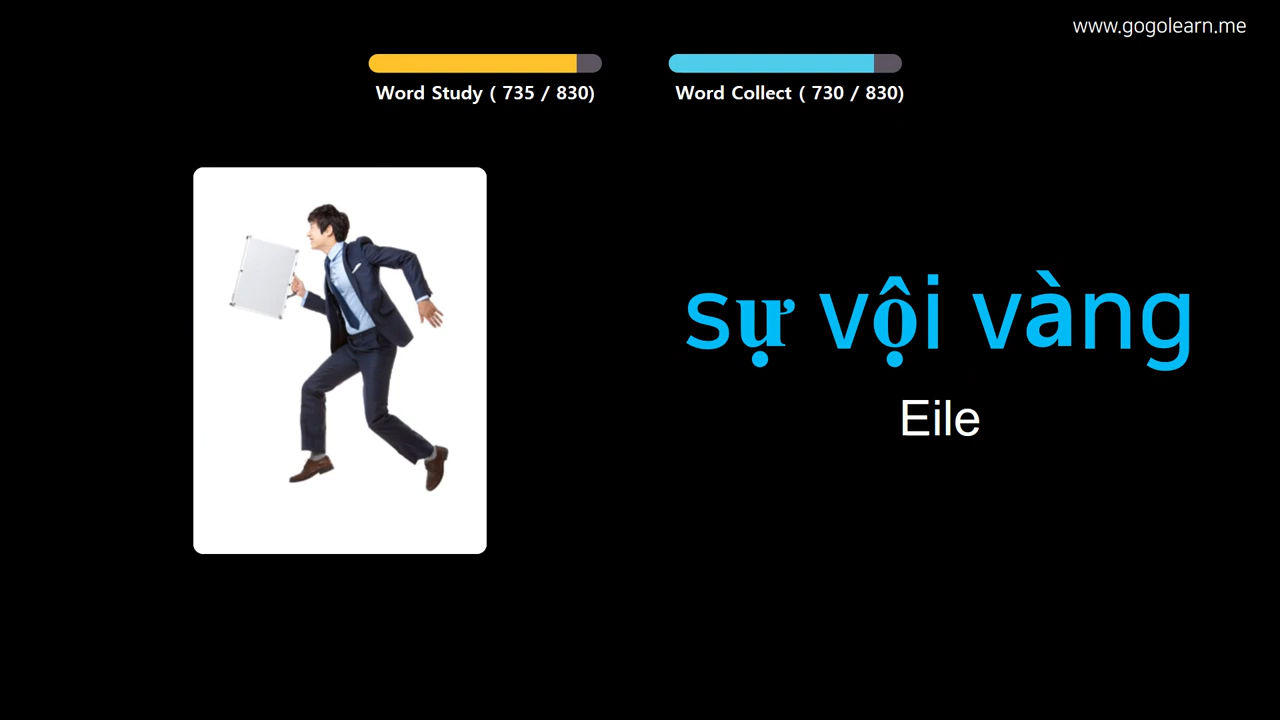 www.gogolearn.me
Word Study ( 735 / 830)
Word Collect ( 730 / 830)
sự vội vàng
Eile